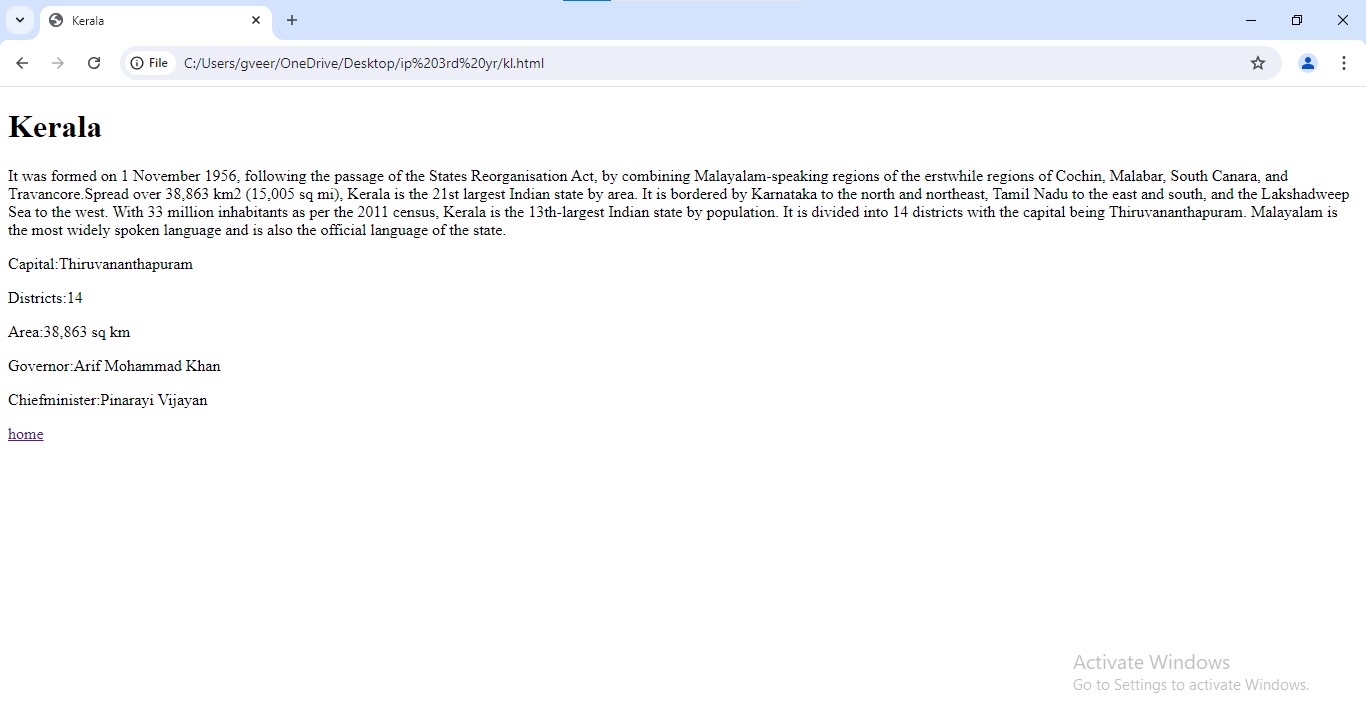 Kerala
File
C:/Users/gveer/OneDrive/Desktop/ip%203rd%20yr/kl.html
Kerala
It was formed on 1 November 1956, following the passage of the States Reorganisation Act, by combining Malayalam-speaking regions of the erstwhile regions of Cochin, Malabar, South Canara, and
Travancore.Spread over 38,863 km2 (15,005 sq mi), Kerala is the 21st largest Indian state by area. It is bordered by Karnataka to the north and northeast, Tamil Nadu to the east and south, and the Lakshadweep
Sea to the west. With 33 million inhabitants as per the 2011 census, Kerala is the 13th-largest Indian state by population. It is divided into 14 districts with the capital being Thiruvananthapuram. Malayalam is
the most widely spoken language and is also the official language of the state.
Capital:Thiruvananthapuram
Districts:14
Area:38,863 sq km
Governor:Arif Mohammad Khan
Chiefminister:Pinarayi Vijayan
home
Activate Windows
Go to Settings to activate Windows.